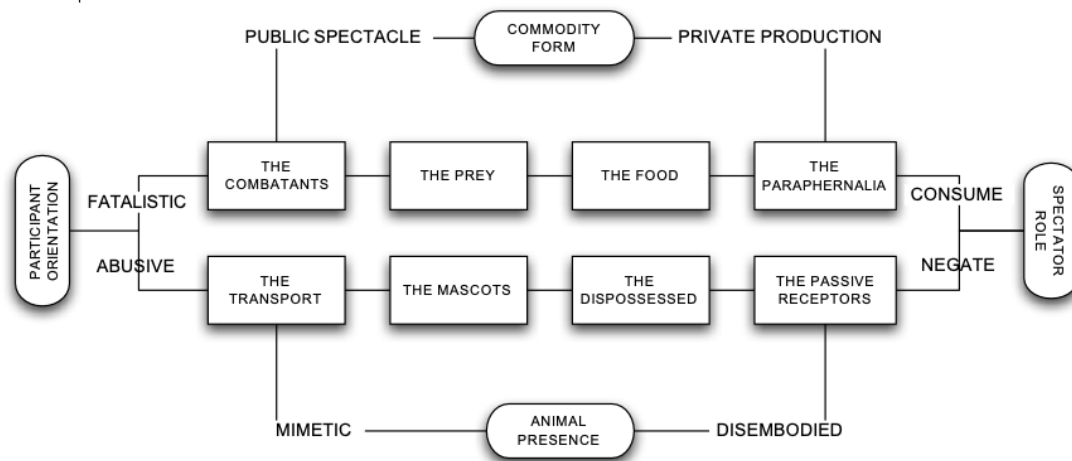 PUBLIC SPECTACLE
COMMODITY
FORM
PRIVATE PRODUCTION
THE
COMBATANTS
THE PREY
THE FOOD
THE
PARAPHERNALIA
PARTICIPANT
ORIENTATION
FATALISTIC
CONSUME
SPECTATOR
ROLE
ABUSIVE
NEGATE
THE
TRANSPORT
THE MASCOTS
THE
DISPOSSESSED
THE PASSIVE
RECEPTORS
MIMETIC
ANIMAL
PRESENCE
DISEMBODIED